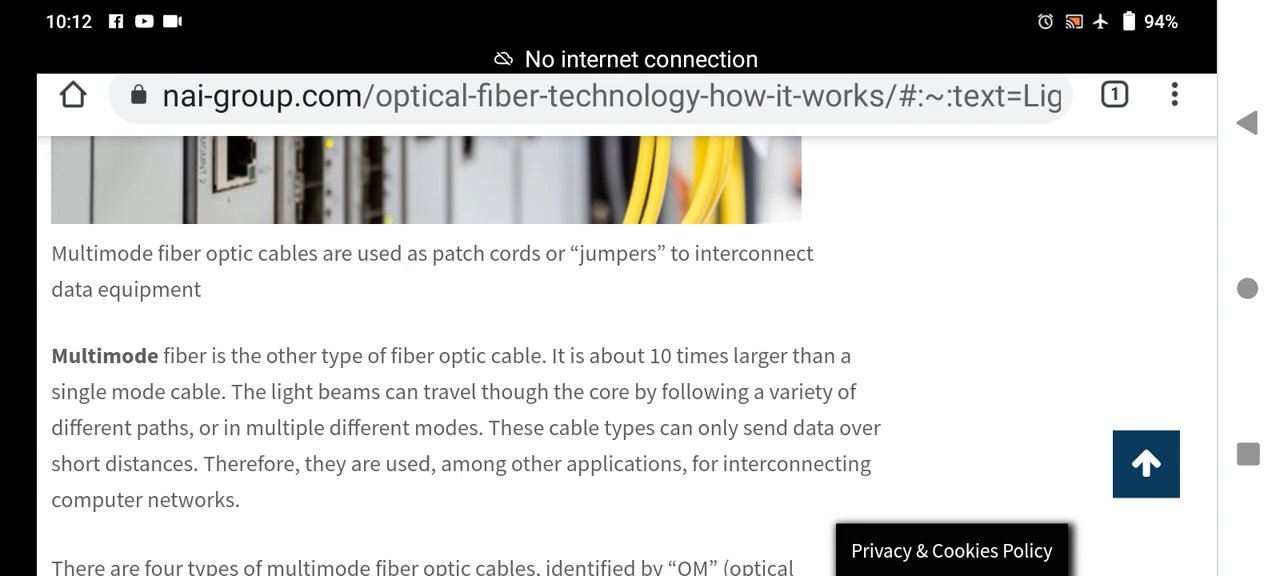 10:12
94%
No internet connection
nai-group.com/optical-fiber-technology-how-it-works/#:~:text=Lig
1
Multimode fiber optic cables are used as patch cords or “jumpers” to interconnect
data equipment
Multimode fiber is the other type of fiber optic cable. It is about 10 times larger than a
single mode cable. The light beams can travel though the core by following a variety of
different paths, or in multiple different modes. These cable types can only send data over
short distances. Therefore, they are used, among other applications, for interconnecting
computer networks.
Privacy & Cookies Policy
There are four types of multimode fiber optic cables, identified by “OM” (optical